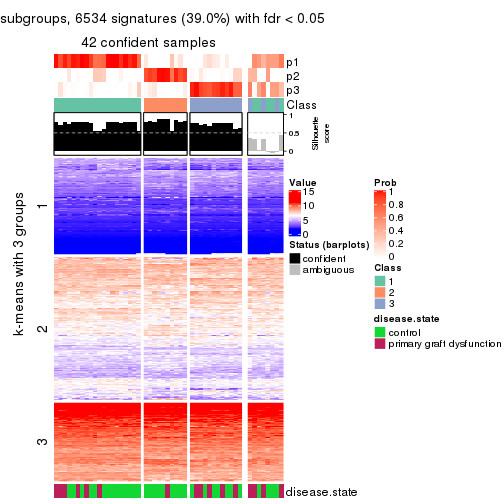 subgroups, 6534 signatures (39.0%) with fdr < 0.05
42 confident samples
p1
p2
p3
Class
1
0.5
0
Silhouette
score
k-means with 3 groups
1
2
3
disease.state
Value
15
10
5
0
Status (barplots)
confident
ambiguous
Prob
1
0.8
0.6
0.4
0.2
0
Class
1
2
3
disease.state
control
primary graft dysfunction